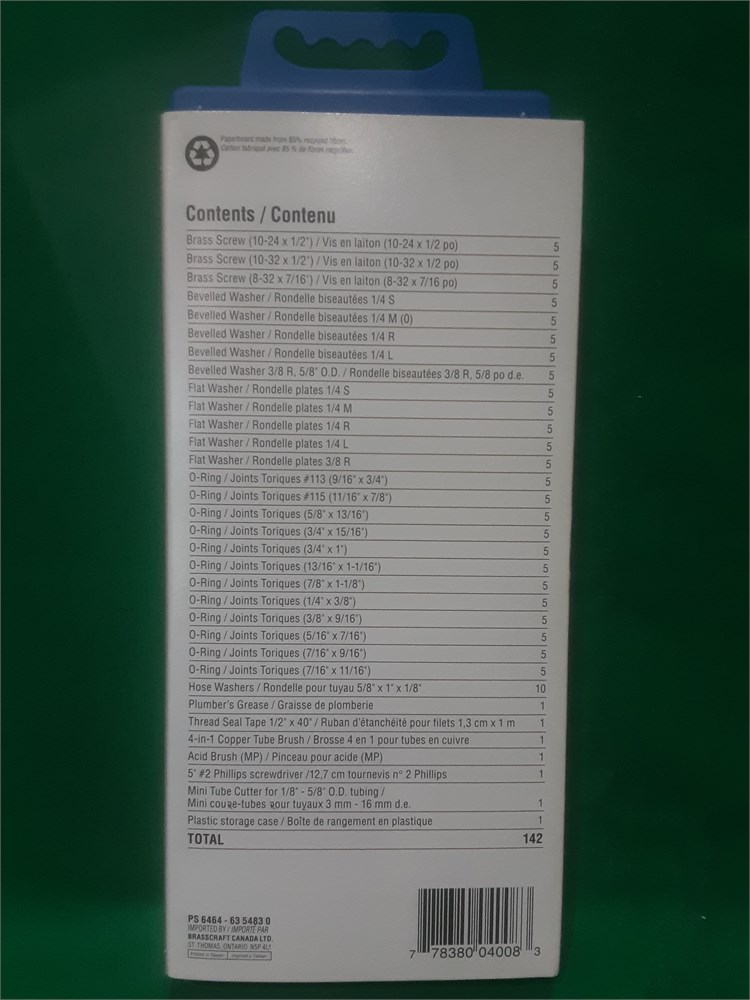 Paperboard made from 85% recycled fibres.
Carton fabriqué avec 85 % de fibres recyclées.
Contents / Contenu
Brass Screw (10-24 x 1/2") / Vis en laiton (10-24 x 1/2 po) 5
Brass Screw (10-32 x 1/2") / Vis en laiton (10-32 x 1/2 po) 5
Brass Screw (8-32 x 7/16") / Vis en laiton (8-32 x 7/16 po) 5
Bevelled Washer / Rondelle biseautées 1/4 S 5
Bevelled Washer / Rondelle biseautées 1/4 M (0) 5
Bevelled Washer / Rondelle biseautées 1/4 R 5
Bevelled Washer / Rondelle biseautées 1/4 L 5
Bevelled Washer 3/8 R, 5/8" O.D. / Rondelle biseautées 3/8 R, 5/8 po d.e. 5
Flat Washer / Rondelle plates 1/4 S 5
Flat Washer / Rondelle plates 1/4 M 5
Flat Washer / Rondelle plates 1/4 R 5
Flat Washer / Rondelle plates 1/4 L 5
Flat Washer / Rondelle plates 3/8 R 5
O-Ring / Joints Toriques #113 (9/16" x 3/4") 5
O-Ring / Joints Toriques #115 (11/16" x 7/8") 5
O-Ring / Joints Toriques (5/8" x 13/16") 5
O-Ring / Joints Toriques (3/4" x 15/16") 5
O-Ring / Joints Toriques (3/4" x 1") 5
O-Ring / Joints Toriques (13/16" x 1-1/16") 5
O-Ring / Joints Toriques (7/8" x 1-1/8") 5
O-Ring / Joints Toriques (1/4" x 3/8") 5
O-Ring / Joints Toriques (3/8" x 9/16") 5
O-Ring / Joints Toriques (5/16" x 7/16") 5
O-Ring / Joints Toriques (7/16" x 9/16") 5
O-Ring / Joints Toriques (7/16" x 11/16") 5
Hose Washers / Rondelle pour tuyau 5/8" x 1" x 1/8" 10
Plumber's Grease / Graisse de plomberie 1
Thread Seal Tape 1/2" x 40" / Ruban d'étanchéité pour filets 1,3 cm x 1 m 1
4-in-1 Copper Tube Brush / Brosse 4 en 1 pour tubes en cuivre 1
Acid Brush (MP) / Pinceau pour acide (MP) 1
5" #2 Phillips screwdriver /12,7 cm tournevis n° 2 Phillips 1
Mini Tube Cutter for 1/8" - 5/8" O.D. tubing /
Mini coupe-tubes pour tuyaux 3 mm - 16 mm d.e. 1
Plastic storage case / Boîte de rangement en plastique 1
TOTAL 142
PS 6464 - 63 5483 0
IMPORTED BY / IMPORTÉ PAR
BRASSCRAFT CANADA LTD.
ST THOMAS, ONTARIO N5P 4L1
Printed in Taiwan Imprimé à Taiwan
7 78380 04008 3